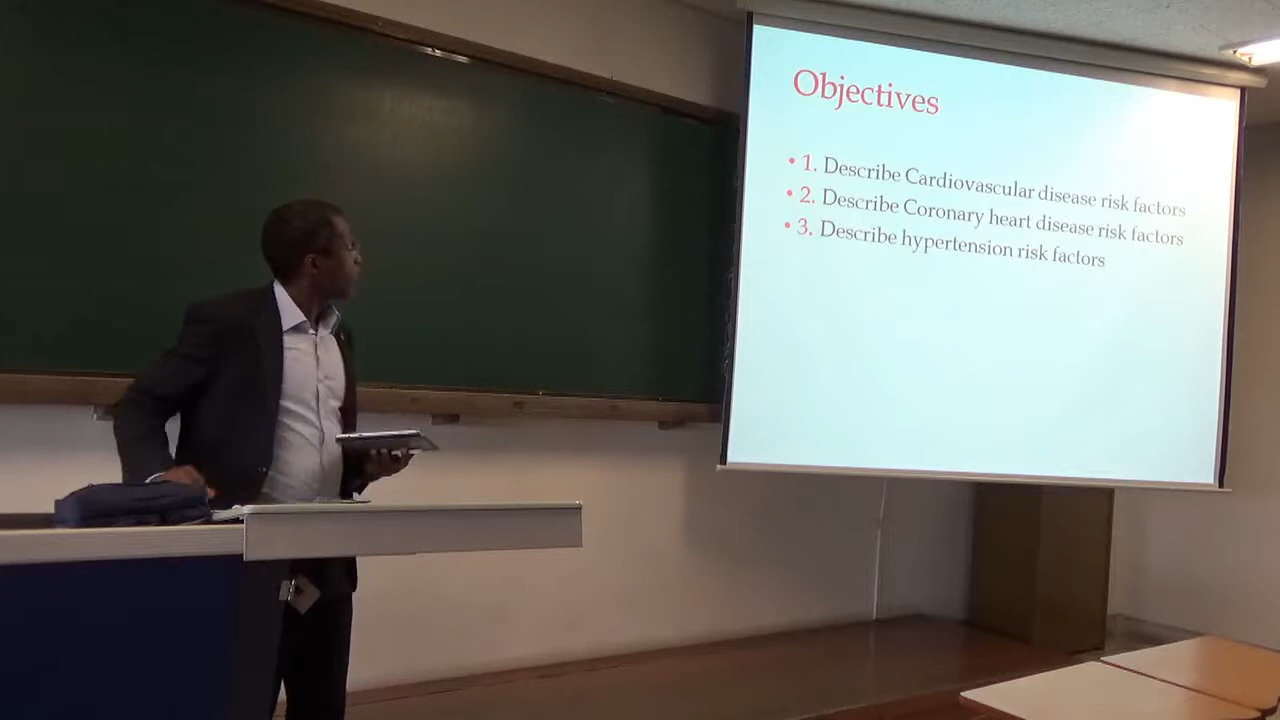 Objectives
• 1. Describe Cardiovascular disease risk factors
• 2. Describe Coronary heart disease risk factors
• 3. Describe hypertension risk factors